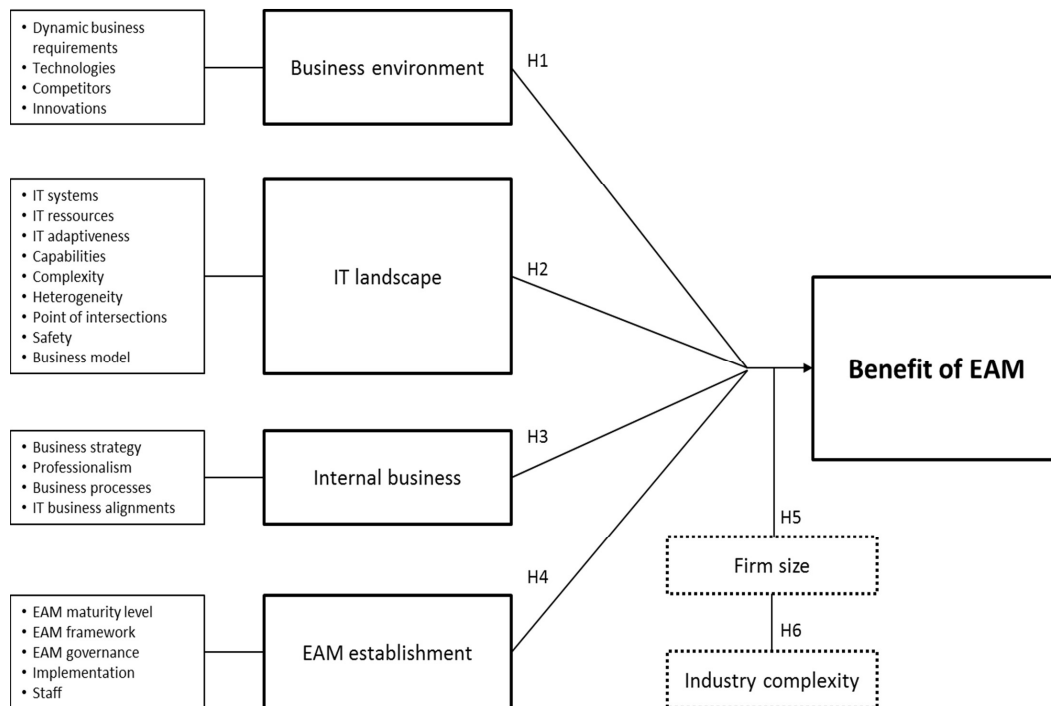 • Dynamic business
requirements
• Technologies
• Competitors
• Innovations
Business environment
H1
• IT systems
• IT ressources
• IT adaptiveness
• Capabilities
• Complexity
• Heterogeneity
• Point of intersections
• Safety
• Business model
IT landscape
H2
Benefit of EAM
• Business strategy
• Professionalism
• Business processes
• IT business alignments
Internal business
H3
H5
Firm size
• EAM maturity level
• EAM framework
• EAM governance
• Implementation
• Staff
EAM establishment
H4
H6
Industry complexity